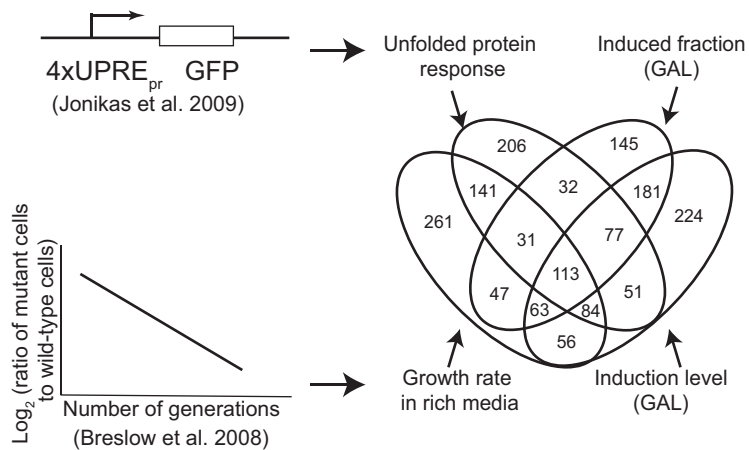 4xUPREpr GFP
(Jonikas et al. 2009)
Unfolded protein
response
Induced fraction
(GAL)
206
145
141
32
181
261
224
31
77
113
47
51
63
84
56
Growth rate
in rich media
Induction level
(GAL)
Log2 (ratio of mutant cells
to wild-type cells)
Number of generations
(Breslow et al. 2008)